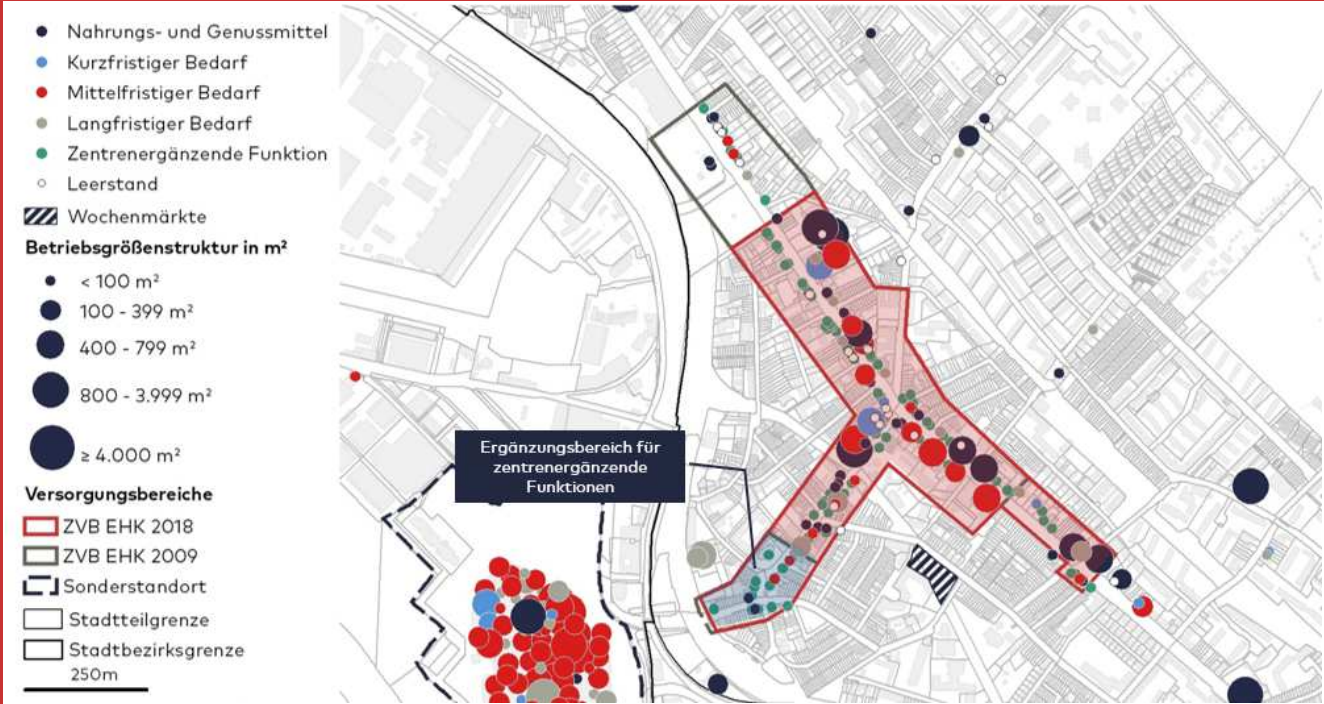 Nahrungs- und Genussmittel
Kurzfristiger Bedarf
Mittelfristiger Bedarf
Langfristiger Bedarf
Zentrenergänzende Funktion
Leerstand
Wochenmärkte
Betriebsgrößenstruktur in m²
< 100 m²
100 - 399 m²
400 - 799 m²
800 - 3.999 m²
≥ 4.000 m²
Versorgungsbereiche
ZVB EHK 2018
ZVB EHK 2009
Sonderstandort
Stadtteilgrenze
Stadtbezirksgrenze
250m
Ergänzungsbereich für
zentrenergänzende
Funktionen